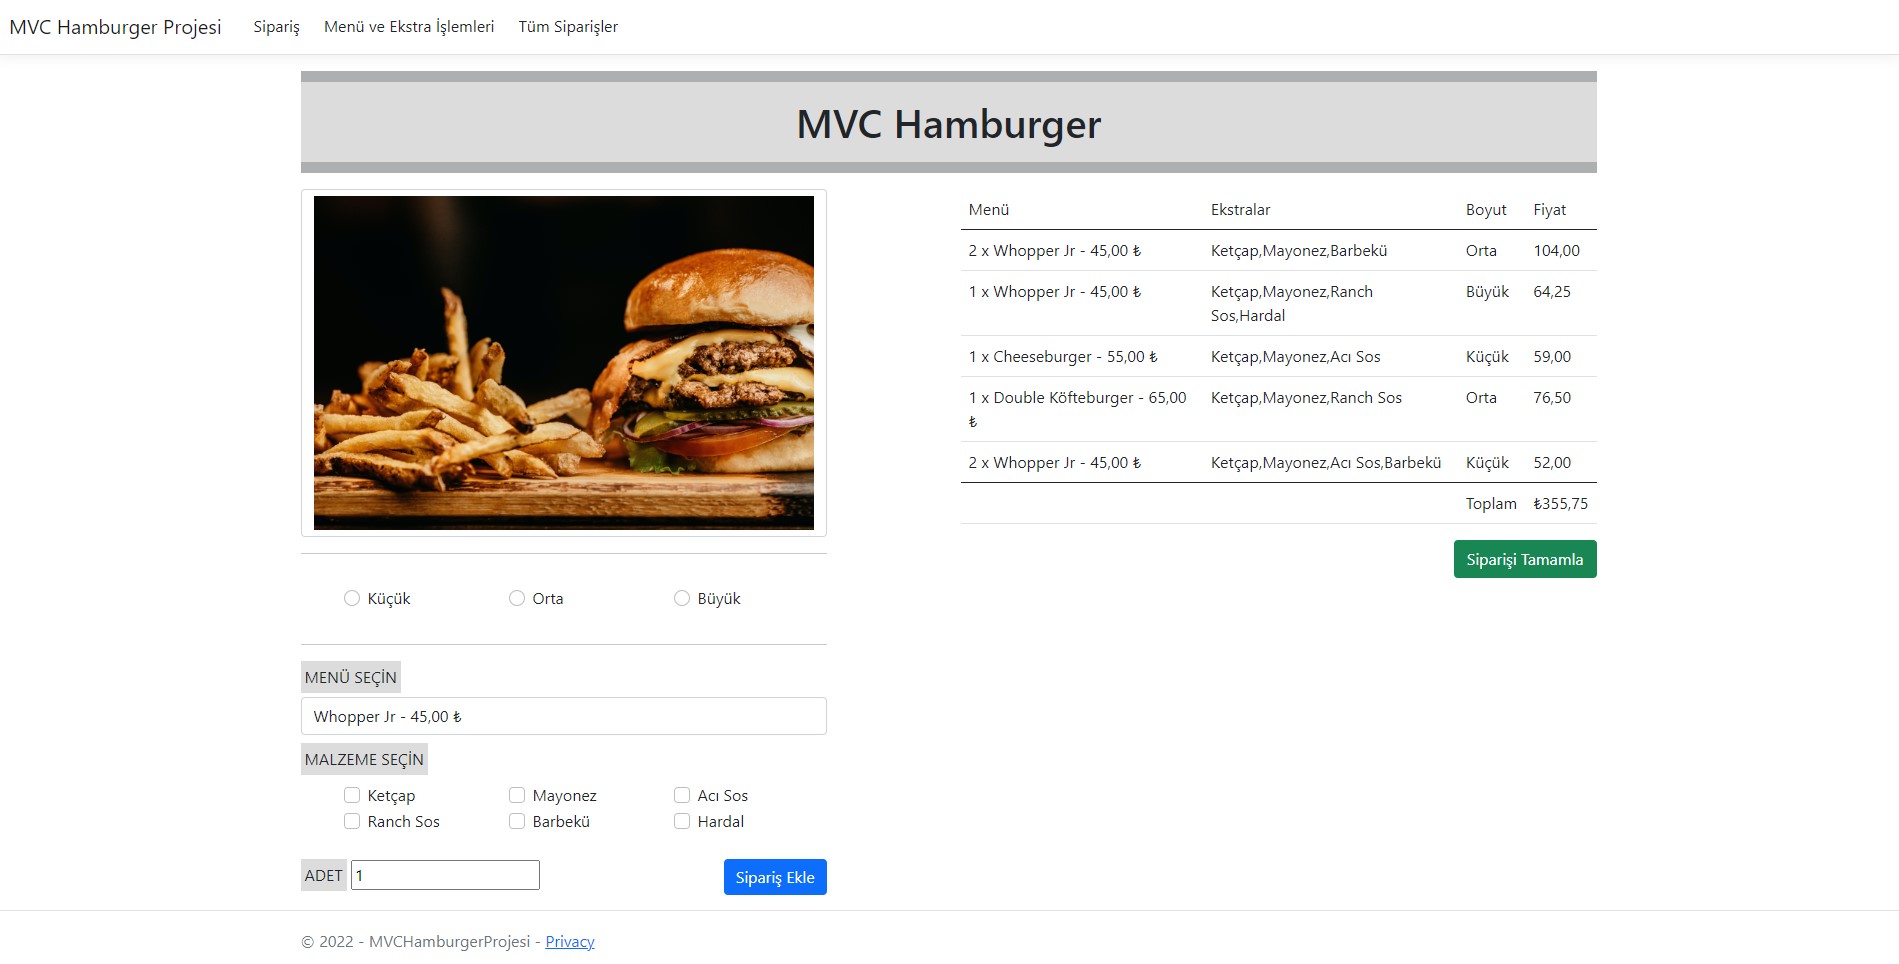 MVC Hamburger Projesi Sipariş Menü ve Ekstra İşlemleri Tüm Siparişler
MVC Hamburger
Küçük Orta Büyük
MENÜ SEÇİN
Whopper Jr - 45,00 ₺
MALZEME SEÇİN
Ketçap Mayonez Acı Sos
Ranch Sos Barbekü Hardal
ADET 1 Sipariş Ekle
Menü Ekstralar Boyut Fiyat
2 x Whopper Jr - 45,00 ₺ Ketçap,Mayonez,Barbekü Orta 104,00
1 x Whopper Jr - 45,00 ₺ Ketçap,Mayonez,Ranch Büyük 64,25
Sos,Hardal
1 x Cheeseburger - 55,00 ₺ Ketçap,Mayonez,Acı Sos Küçük 59,00
1 x Double Köfteburger - 65,00 Ketçap,Mayonez,Ranch Sos Orta 76,50
₺
2 x Whopper Jr - 45,00 ₺ Ketçap,Mayonez,Acı Sos,Barbekü Küçük 52,00
Toplam ₺355,75
Siparişi Tamamla
© 2022 - MVCHamburgerProjesi - Privacy